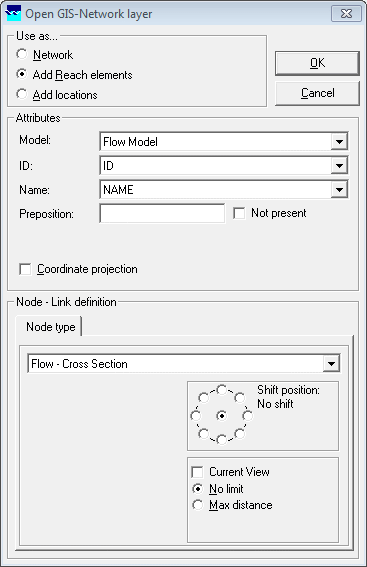 Open GIS-Network layer
Use as...
Network
Add Reach elements
Add locations
OK
Cancel
Attributes
Model: Flow Model
ID: ID
Name: NAME
Preposition: Not present
Coordinate projection
Node - Link definition
Node type
Flow - Cross Section
Shift position:
No shift
Current View
No limit
Max distance